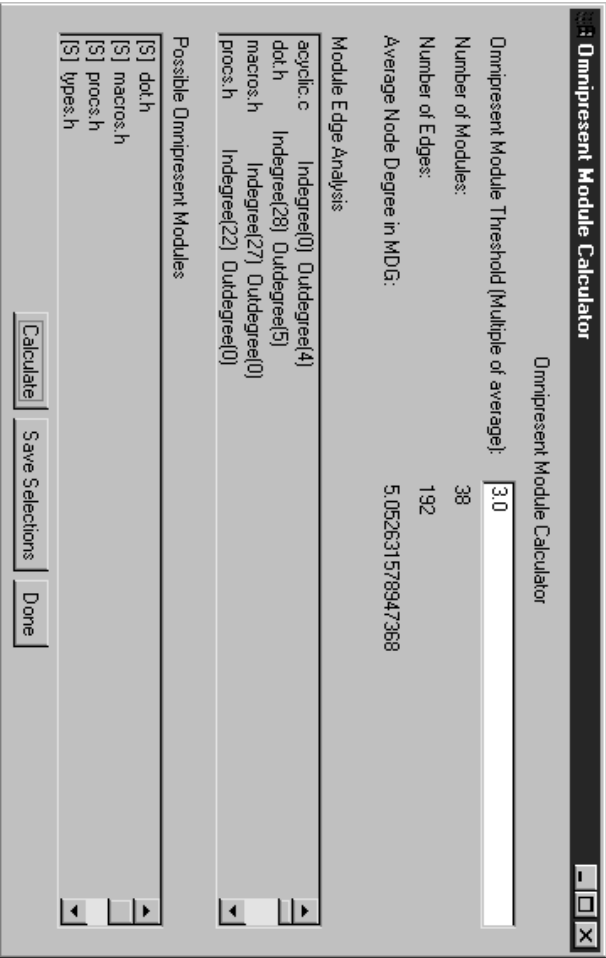 Omnipresent Module Calculator
Omnipresent Module Calculator
Omnipresent Module Threshold (Multiple of average): 3.0
Number of Modules: 38
Number of Edges: 192
Average Node Degree in MDG: 5.052631578947368
Module Edge Analysis
acyclic.c Indegree(0) Outdegree(4)
dot.h Indegree(28) Outdegree(5)
macros.h Indegree(27) Outdegree(0)
procs.h Indegree(22) Outdegree(0)
Possible Omnipresent Modules
[S] dot.h
[S] macros.h
[S] procs.h
[S] types.h
Calculate Save Selections Done